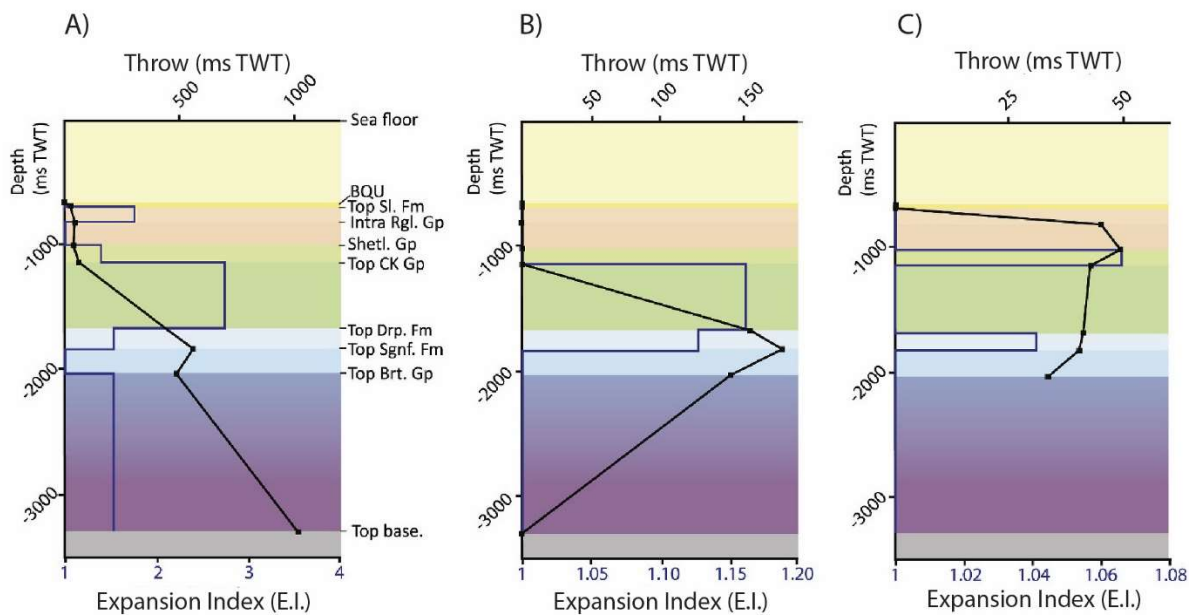 A)
Throw (ms TWT)
500
1000
Depth
(ms TWT)
-1000
-2000
-3000
Sea floor
BQU
Top Sl. Fm
Intra Rgl. Gp
Shetl. Gp
Top CK Gp
Top Drp. Fm
Top Sgnf. Fm
Top Brt. Gp
Top base.
1
2
3
4
Expansion Index (E.I.)
B)
Throw (ms TWT)
50
100
150
Depth
(ms TWT)
-1000
-2000
-3000
1
1.05
1.15
1.15
1.20
Expansion Index (E.I.)
C)
Throw (ms TWT)
25
50
Depth
(ms TWT)
-1000
-2000
-3000
1
1.02
1.04
1.06
1.08
Expansion Index (E.I.)